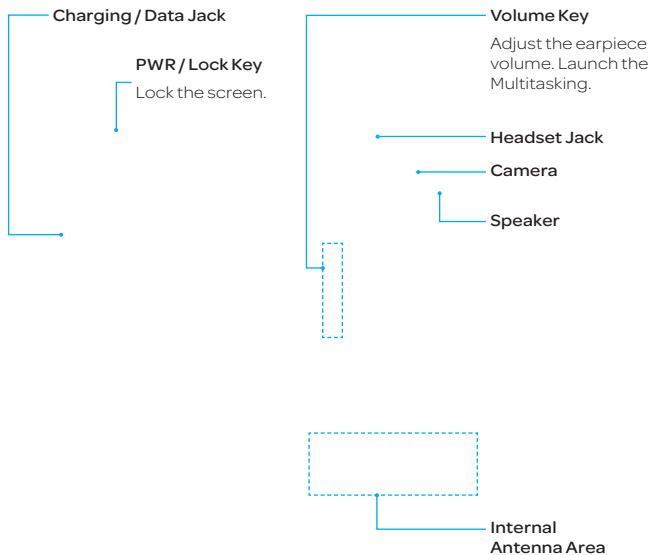 Charging / Data Jack
PWR / Lock Key
Lock the screen.
Volume Key
Adjust the earpiece
volume. Launch the
Multitasking.
Headset Jack
Camera
Speaker
Internal
Antenna Area